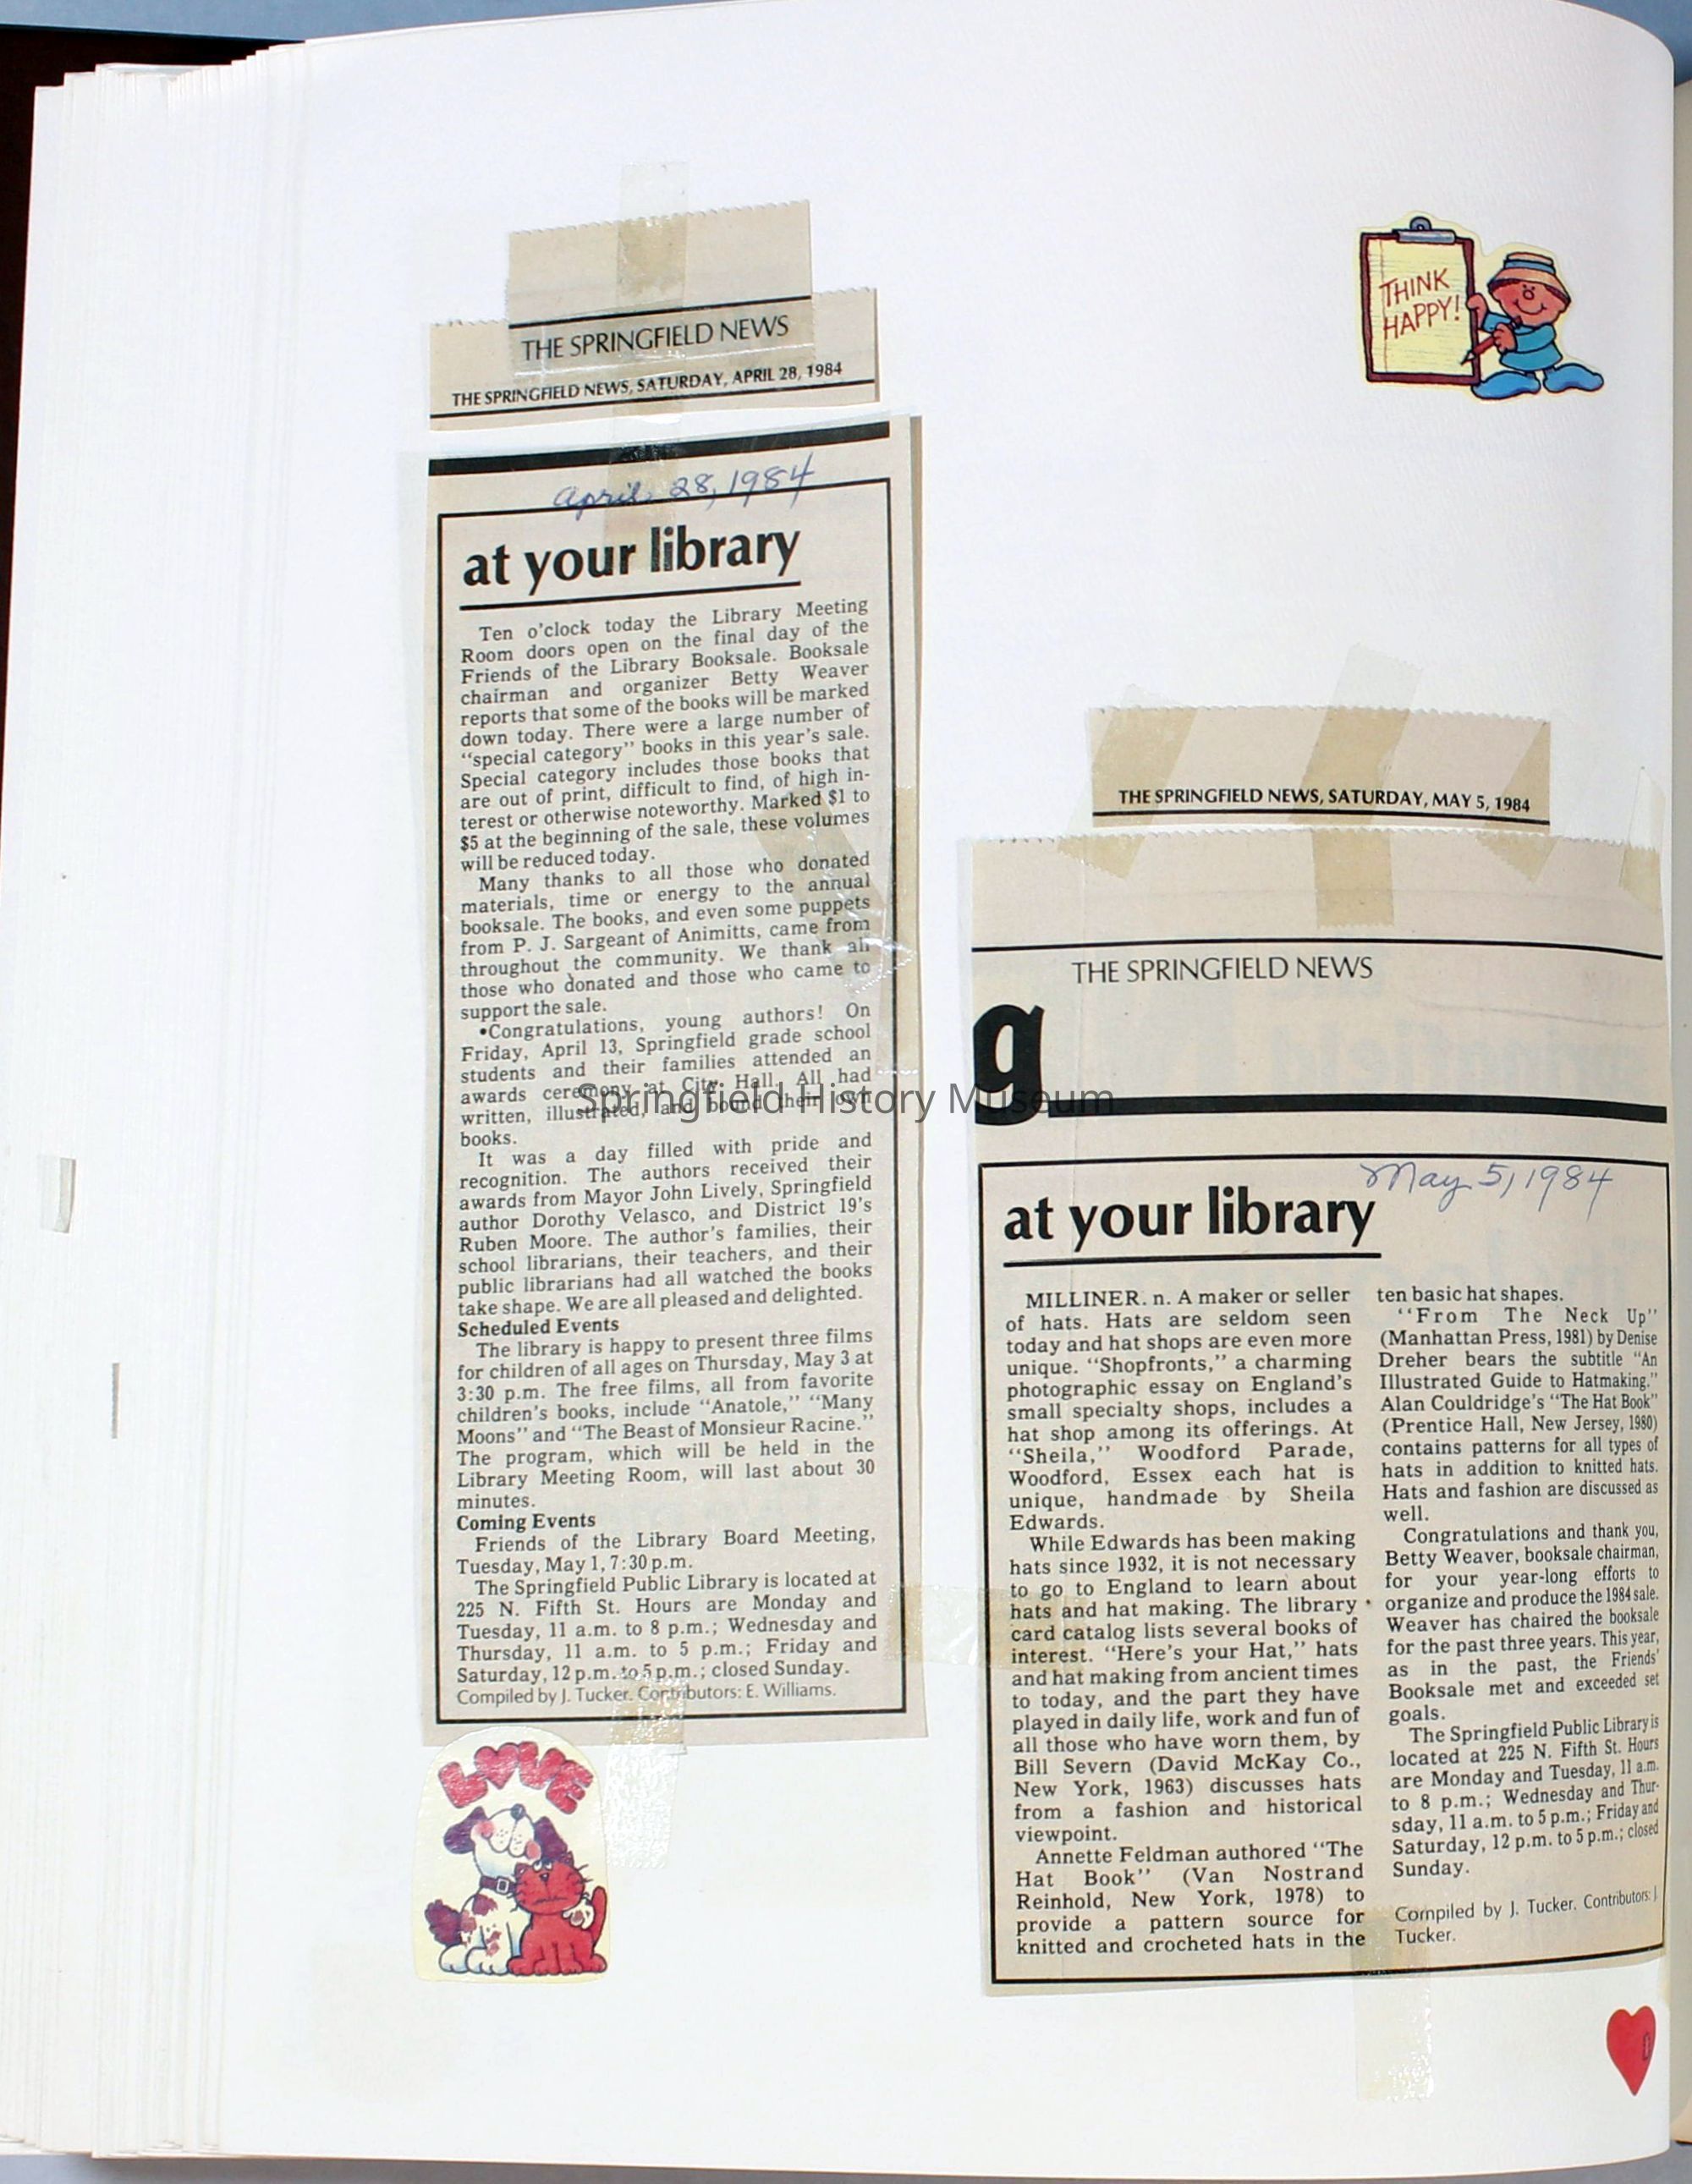 THINK
HAPPY!
THE SPRINGFIELD NEWS
THE SPRINGFIELD NEWS, SATURDAY, APRIL 28, 1984
April 28, 1984
at your library
Ten o'clock today the Library Meeting
Room doors open on the final day of the
Friends of the Library Booksale. Booksale
chairman and organizer Betty Weaver
reports that some of the books will be marked
down today. There were a large number of
"special category" books in this year's sale.
Special category includes those books that
are out of print, difficult to find, of high in-
terest or otherwise noteworthy. Marked $1 to
$5 at the beginning of the sale, these volumes
will be reduced today.
Many thanks to all those who donated
materials, time or energy to the annual
booksale. The books, and even some puppets
from P. J. Sargeant of Animitts, came from
throughout the community. We thank all
those who donated and those who came to
support the sale.
•Congratulations, young authors! On
Friday, April 13, Springfield grade school
students and their families attended an
awards ceremony at City Hall. All had
written, illustrated, and bound their own
books.
It was a day filled with pride and
recognition. The authors received their
awards from Mayor John Lively, Springfield
author Dorothy Velasco, and District 19's
Ruben Moore. The author's families, their
school librarians, their teachers, and their
public librarians had all watched the books
take shape. We are all pleased and delighted.
Scheduled Events
The library is happy to present three films
for children of all ages on Thursday, May 3 at
3:30 p.m. The free films, all from favorite
children's books, include "Anatole," "Many
Moons" and "The Beast of Monsieur Racine."
The program, which will be held in the
Library Meeting Room, will last about 30
minutes.
Coming Events
Friends of the Library Board Meeting,
Tuesday, May 1, 7:30 p.m.
The Springfield Public Library is located at
225 N. Fifth St. Hours are Monday and
Tuesday, 11 a.m. to 8 p.m.; Wednesday and
Thursday, 11 a.m. to 5 p.m.; Friday and
Saturday, 12 p.m. to 5 p.m.; closed Sunday.
Compiled by J. Tucker. Contributors: E. Williams.
LOVE
Springfield History Museum
THE SPRINGFIELD NEWS, SATURDAY, MAY 5, 1984
THE SPRINGFIELD NEWS
g
May 5, 1984
at your library
MILLINER. n. A maker or seller
of hats. Hats are seldom seen
today and hat shops are even more
unique. "Shopfronts," a charming
photographic essay on England's
small specialty shops, includes a
hat shop among its offerings. At
"Sheila," Woodford Parade,
Woodford, Essex each hat is
unique, handmade by Sheila
Edwards.
While Edwards has been making
hats since 1932, it is not necessary
to go to England to learn about
hats and hat making. The library
card catalog lists several books of
interest. "Here's your Hat," hats
and hat making from ancient times
to today, and the part they have
played in daily life, work and fun of
all those who have worn them, by
Bill Severn (David McKay Co.,
New York, 1963) discusses hats
from a fashion and historical
viewpoint.
Annette Feldman authored "The
Hat Book" (Van Nostrand
Reinhold, New York, 1978) to
provide a pattern source for
knitted and crocheted hats in the
ten basic hat shapes.
"From The Neck Up"
(Manhattan Press, 1981) by Denise
Dreher bears the subtitle "An
Illustrated Guide to Hatmaking."
Alan Couldridge's "The Hat Book"
(Prentice Hall, New Jersey, 1980)
contains patterns for all types of
hats in addition to knitted hats.
Hats and fashion are discussed as
well.
Congratulations and thank you,
Betty Weaver, booksale chairman,
for your year-long efforts to
organize and produce the 1984 sale.
Weaver has chaired the booksale
for the past three years. This year,
as in the past, the Friends'
Booksale met and exceeded set
goals.
The Springfield Public Library is
located at 225 N. Fifth St. Hours
are Monday and Tuesday, 11 a.m.
to 8 p.m.; Wednesday and Thur-
sday, 11 a.m. to 5 p.m.; Friday and
Saturday, 12 p.m. to 5 p.m.; closed
Sunday.
Compiled by J. Tucker. Contributors: J.
Tucker.